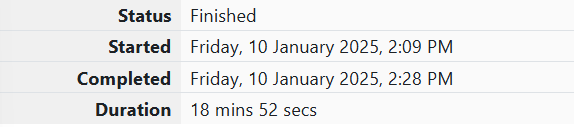 Status Finished
Started Friday, 10 January 2025, 2:09 PM
Completed Friday, 10 January 2025, 2:28 PM
Duration 18 mins 52 secs